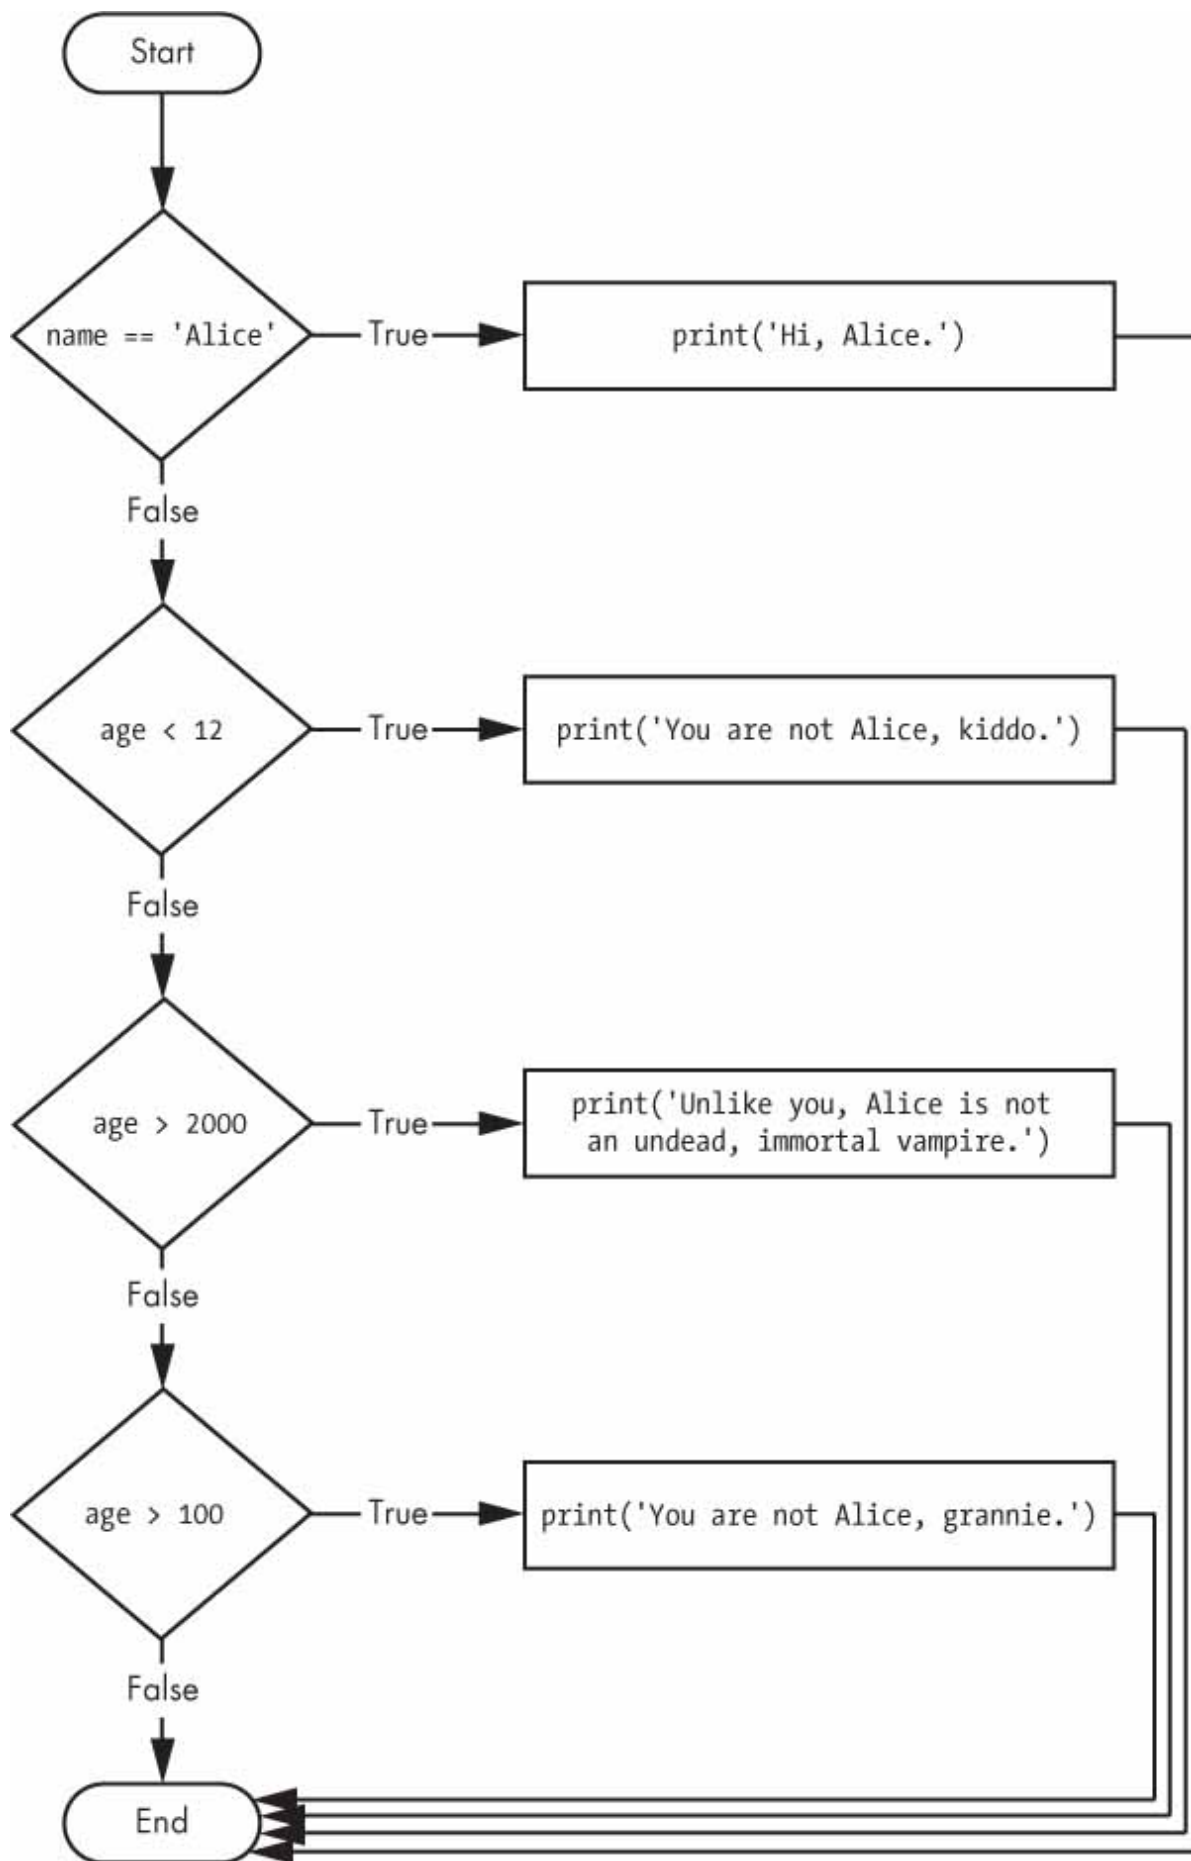 Start
name == 'Alice'
True
print('Hi, Alice.')
False
age < 12
True
print('You are not Alice, kiddo.')
False
age > 2000
True
print('Unlike you, Alice is not
an undead, immortal vampire.')
False
age > 100
True
print('You are not Alice, grannie.')
False
End